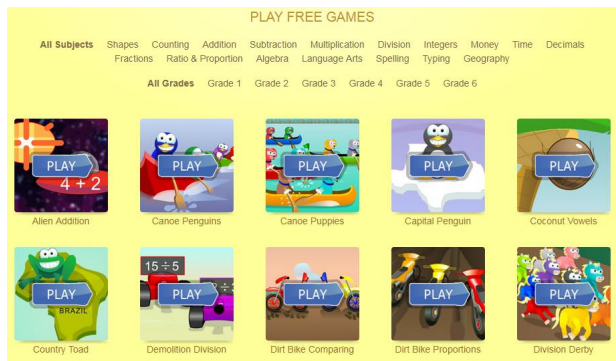 PLAY FREE GAMES
All Subjects Shapes Counting Addition Subtraction Multiplication Division Integers Money Time Decimals
Fractions Ratio & Proportion Algebra Language Arts Spelling Typing Geography
All Grades Grade 1 Grade 2 Grade 3 Grade 4 Grade 5 Grade 6
PLAY PLAY PLAY PLAY PLAY
4 + 2
Alien Addition Canoe Penguins Canoe Puppies Capital Penguin Coconut Vowels
15 ÷ 5
PLAY PLAY PLAY PLAY PLAY
BRAZIL
Country Toad Demolition Division Dirt Bike Comparing Dirt Bike Proportions Division Derby